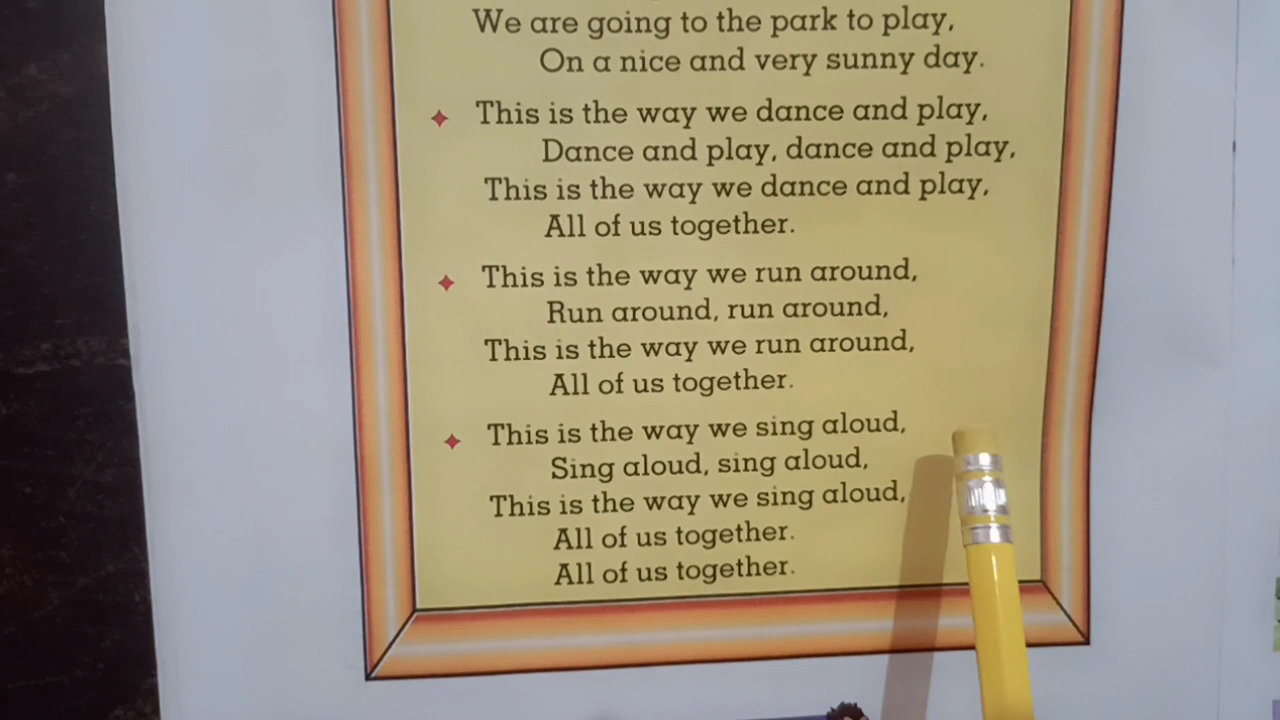 We are going to the park to play,
On a nice and very sunny day.
This is the way we dance and play,
Dance and play, dance and play,
This is the way we dance and play,
All of us together.
This is the way we run around,
Run around, run around,
This is the way we run around,
All of us together.
This is the way we sing aloud,
Sing aloud, sing aloud,
This is the way we sing aloud,
All of us together.
All of us together.